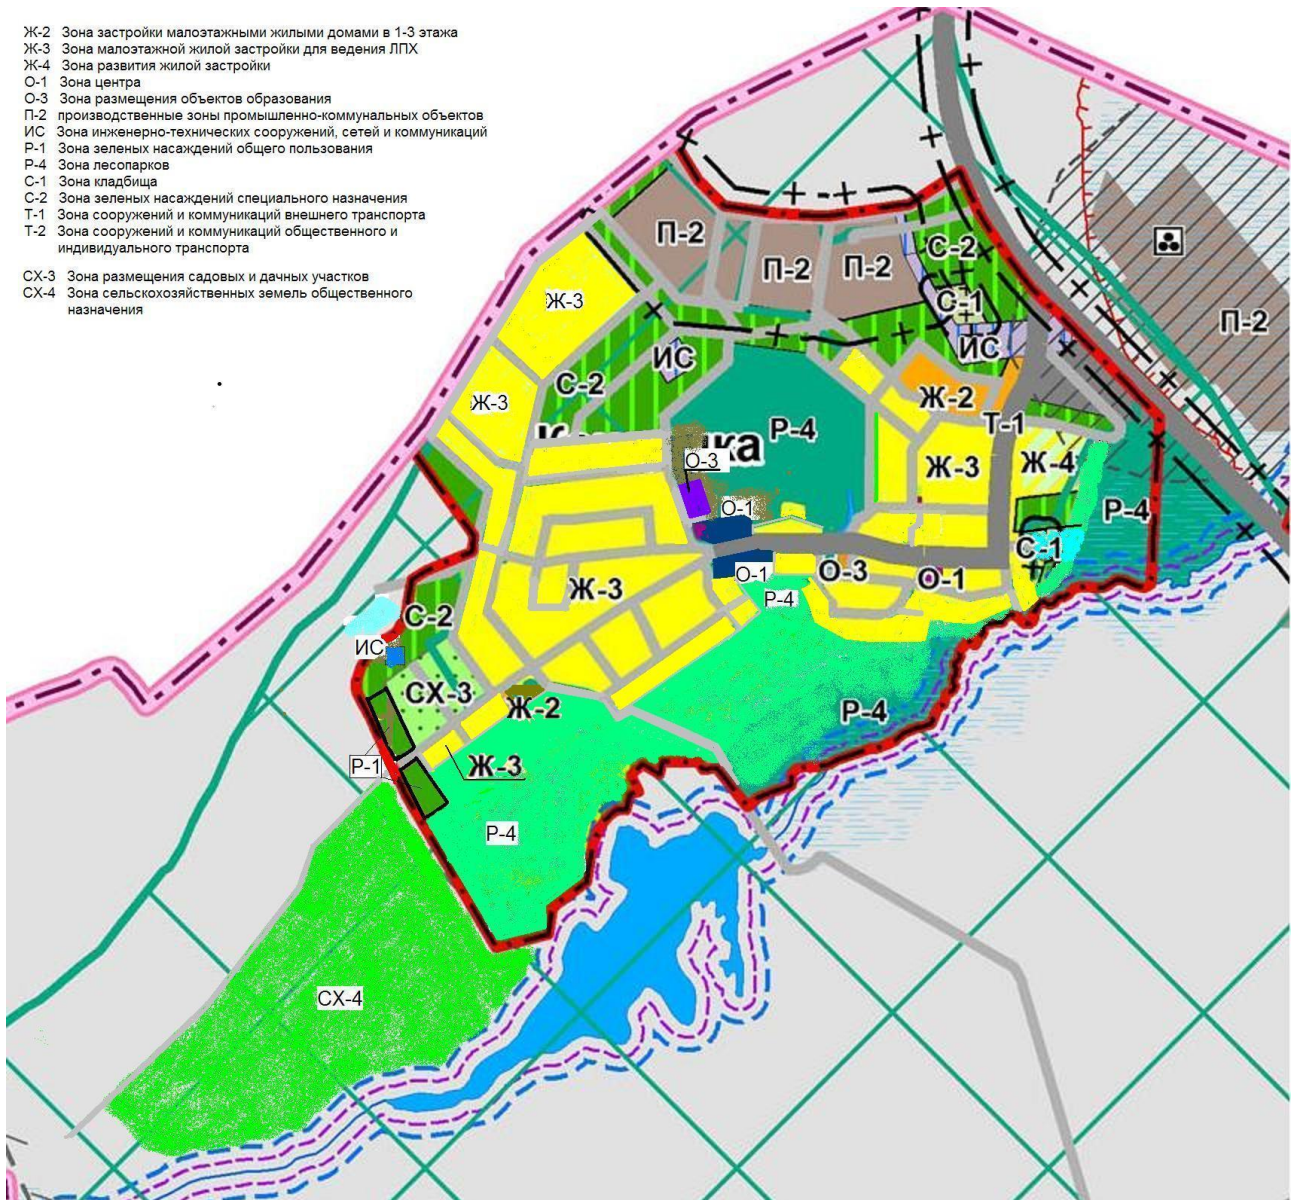 Ж-2 Зона застройки малоэтажными жилыми домами в 1-3 этажа
Ж-3 Зона малоэтажной жилой застройки для ведения ЛПХ
Ж-4 Зона развития жилой застройки
О-1 Зона центра
О-3 Зона размещения объектов образования
П-2 производственные зоны промышленно-коммунальных объектов
ИС Зона инженерно-технических сооружений, сетей и коммуникаций
Р-1 Зона зеленых насаждений общего пользования
Р-4 Зона лесопарков
С-1 Зона кладбища
С-2 Зона зеленых насаждений специального назначения
Т-1 Зона сооружений и коммуникаций внешнего транспорта
Т-2 Зона сооружений и коммуникаций общественного и
индивидуального транспорта
СХ-3 Зона размещения садовых и дачных участков
СХ-4 Зона сельскохозяйственных земель общественного
назначения
П-2
С-2
П-2
П-2
Ж-3
С-1
П-2
ИС
ИС
С-2
Ж-2
Ж-3
Р-4
Т-1
ка
О-3
Ж-3
Ж-4
О-1
Р-4
С-1
О-1
О-3
О-1
Ж-3
Р-4
С-2
ИС
СХ-3
Ж-2
Р-4
Р-1
Ж-3
Р-4
СХ-4